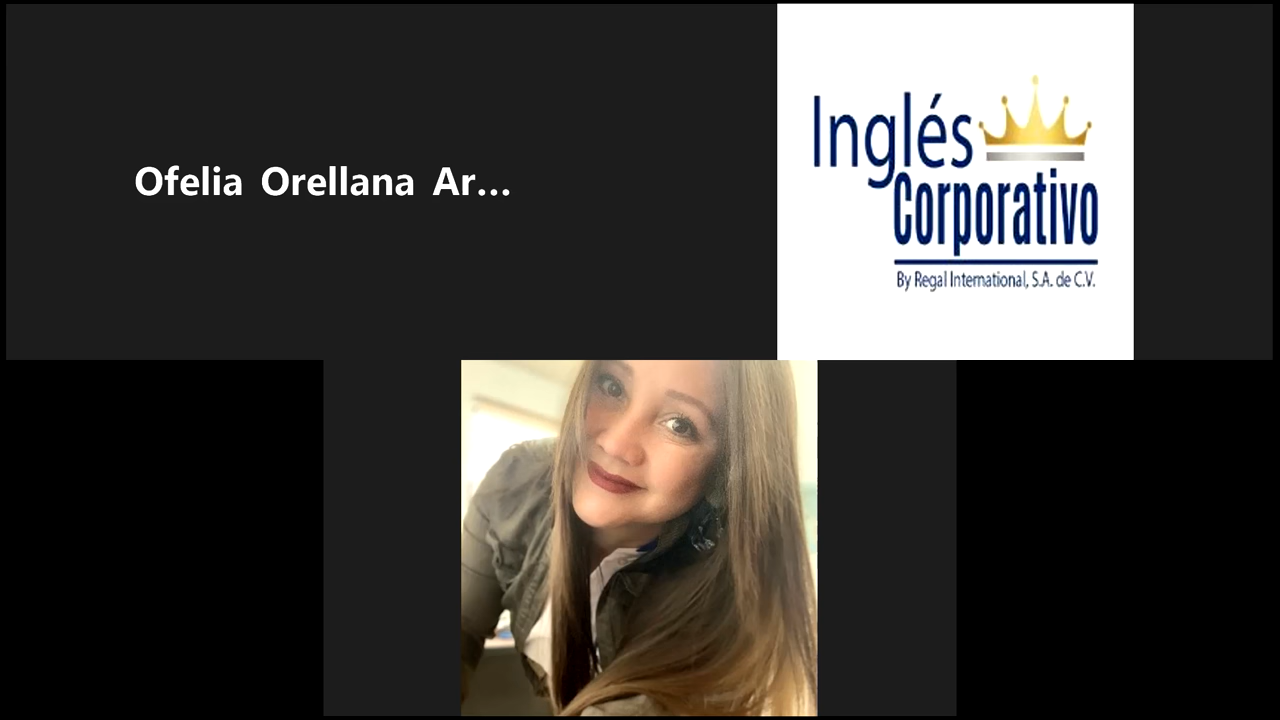 Ofelia Orellana Ar...
Inglés
Corporativo
By Regal International, S.A. de C.V.